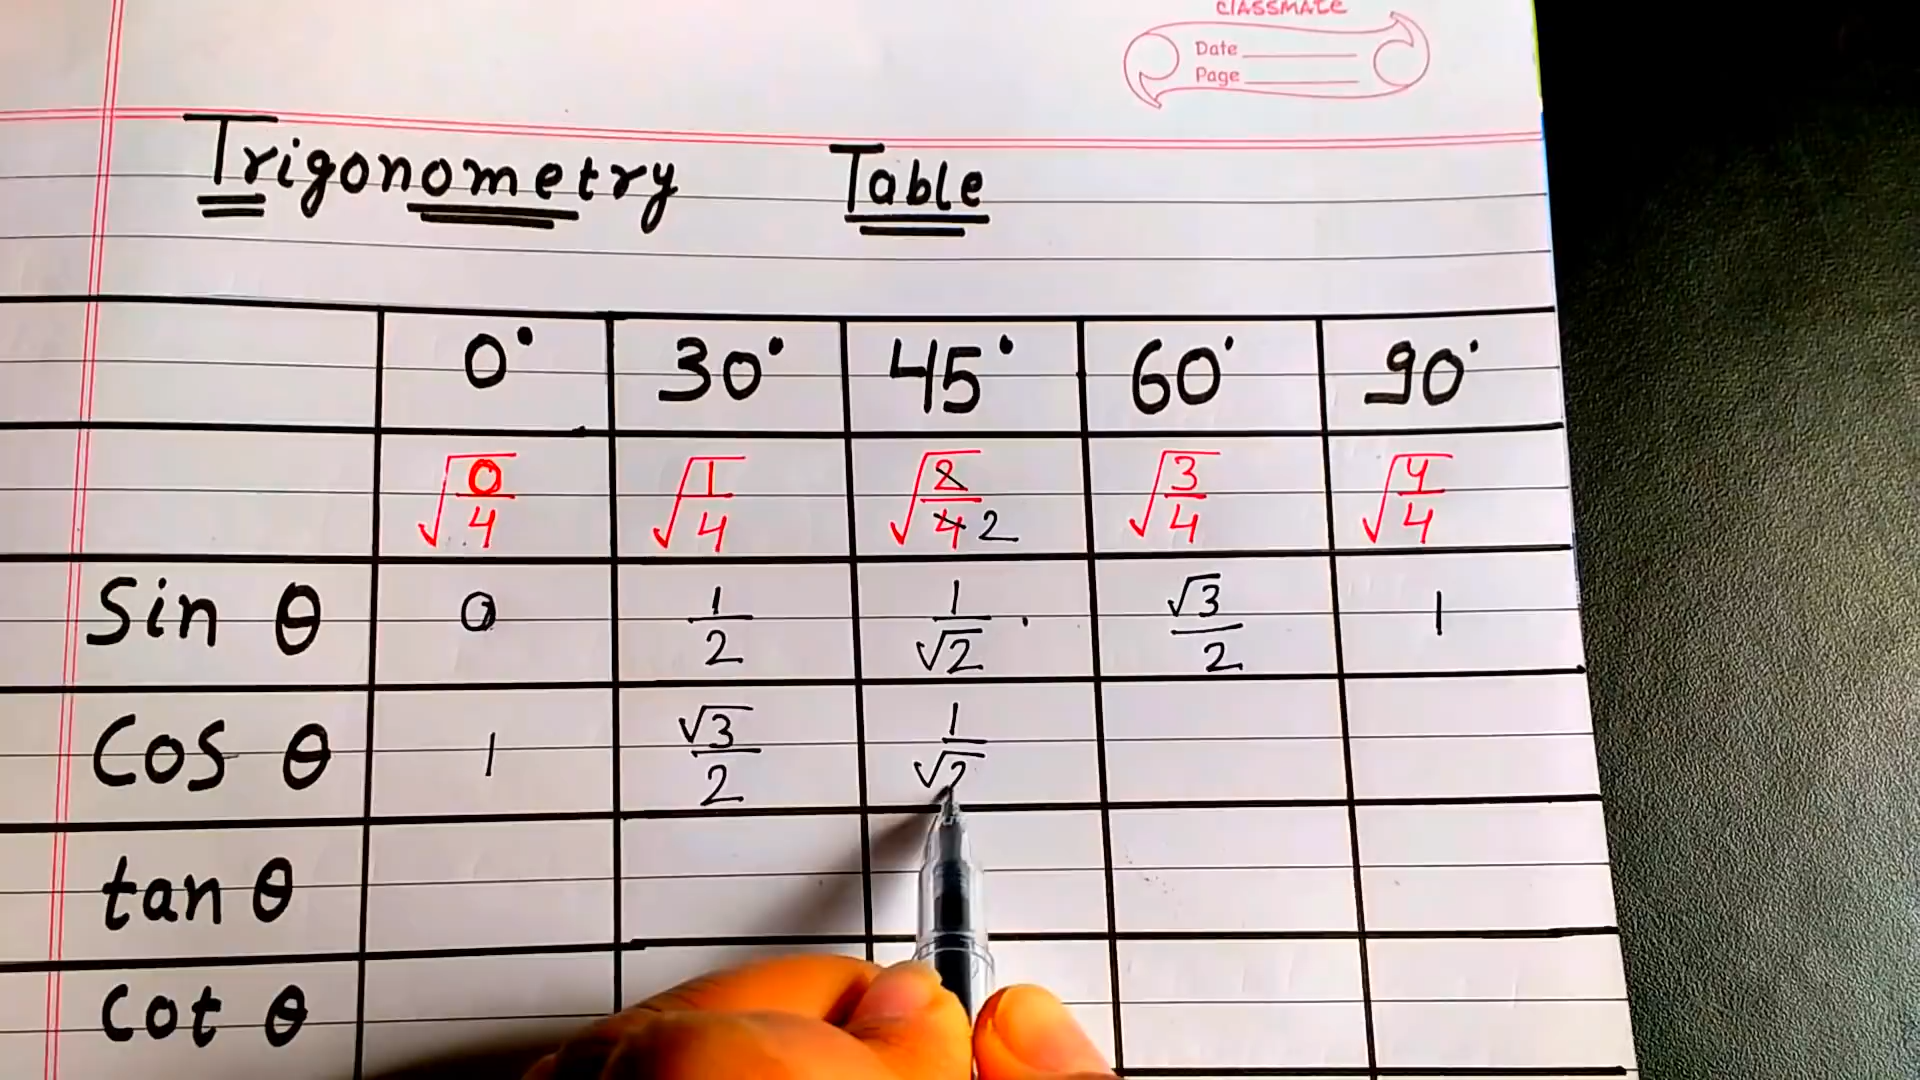 CLASSMATE
Date
Page
Trigonometry Table
0° 30° 45° 60° 90°
√0/4 √1/4 √2/4 2 √3/4 √4/4
Sin θ 0 1/2 1/√2 √3/2 1
Cos θ 1 √3/2 1/√2
tan θ
Cot θ